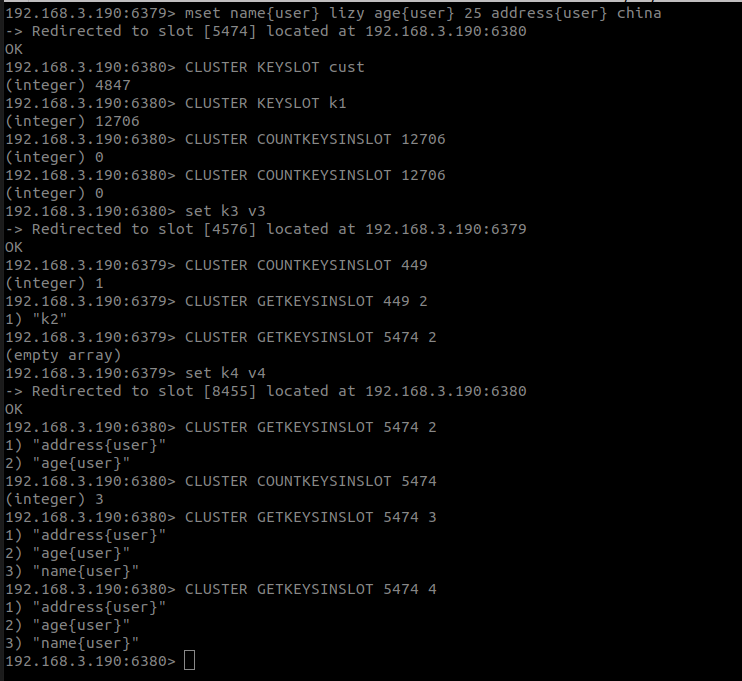 192.168.3.190:6379> mset name{user} lizy age{user} 25 address{user} china
-> Redirected to slot [5474] located at 192.168.3.190:6380
OK
192.168.3.190:6380> CLUSTER KEYSLOT cust
(integer) 4847
192.168.3.190:6380> CLUSTER KEYSLOT k1
(integer) 12706
192.168.3.190:6380> CLUSTER COUNTKEYSINSLOT 12706
(integer) 0
192.168.3.190:6380> CLUSTER COUNTKEYSINSLOT 12706
(integer) 0
192.168.3.190:6380> set k3 v3
-> Redirected to slot [4576] located at 192.168.3.190:6379
OK
192.168.3.190:6379> CLUSTER COUNTKEYSINSLOT 449
(integer) 1
192.168.3.190:6379> CLUSTER GETKEYSINSLOT 449 2
1) "k2"
192.168.3.190:6379> CLUSTER GETKEYSINSLOT 5474 2
(empty array)
192.168.3.190:6379> set k4 v4
-> Redirected to slot [8455] located at 192.168.3.190:6380
OK
192.168.3.190:6380> CLUSTER GETKEYSINSLOT 5474 2
1) "address{user}"
2) "age{user}"
192.168.3.190:6380> CLUSTER COUNTKEYSINSLOT 5474
(integer) 3
192.168.3.190:6380> CLUSTER GETKEYSINSLOT 5474 3
1) "address{user}"
2) "age{user}"
3) "name{user}"
192.168.3.190:6380> CLUSTER GETKEYSINSLOT 5474 4
1) "address{user}"
2) "age{user}"
3) "name{user}"
192.168.3.190:6380>